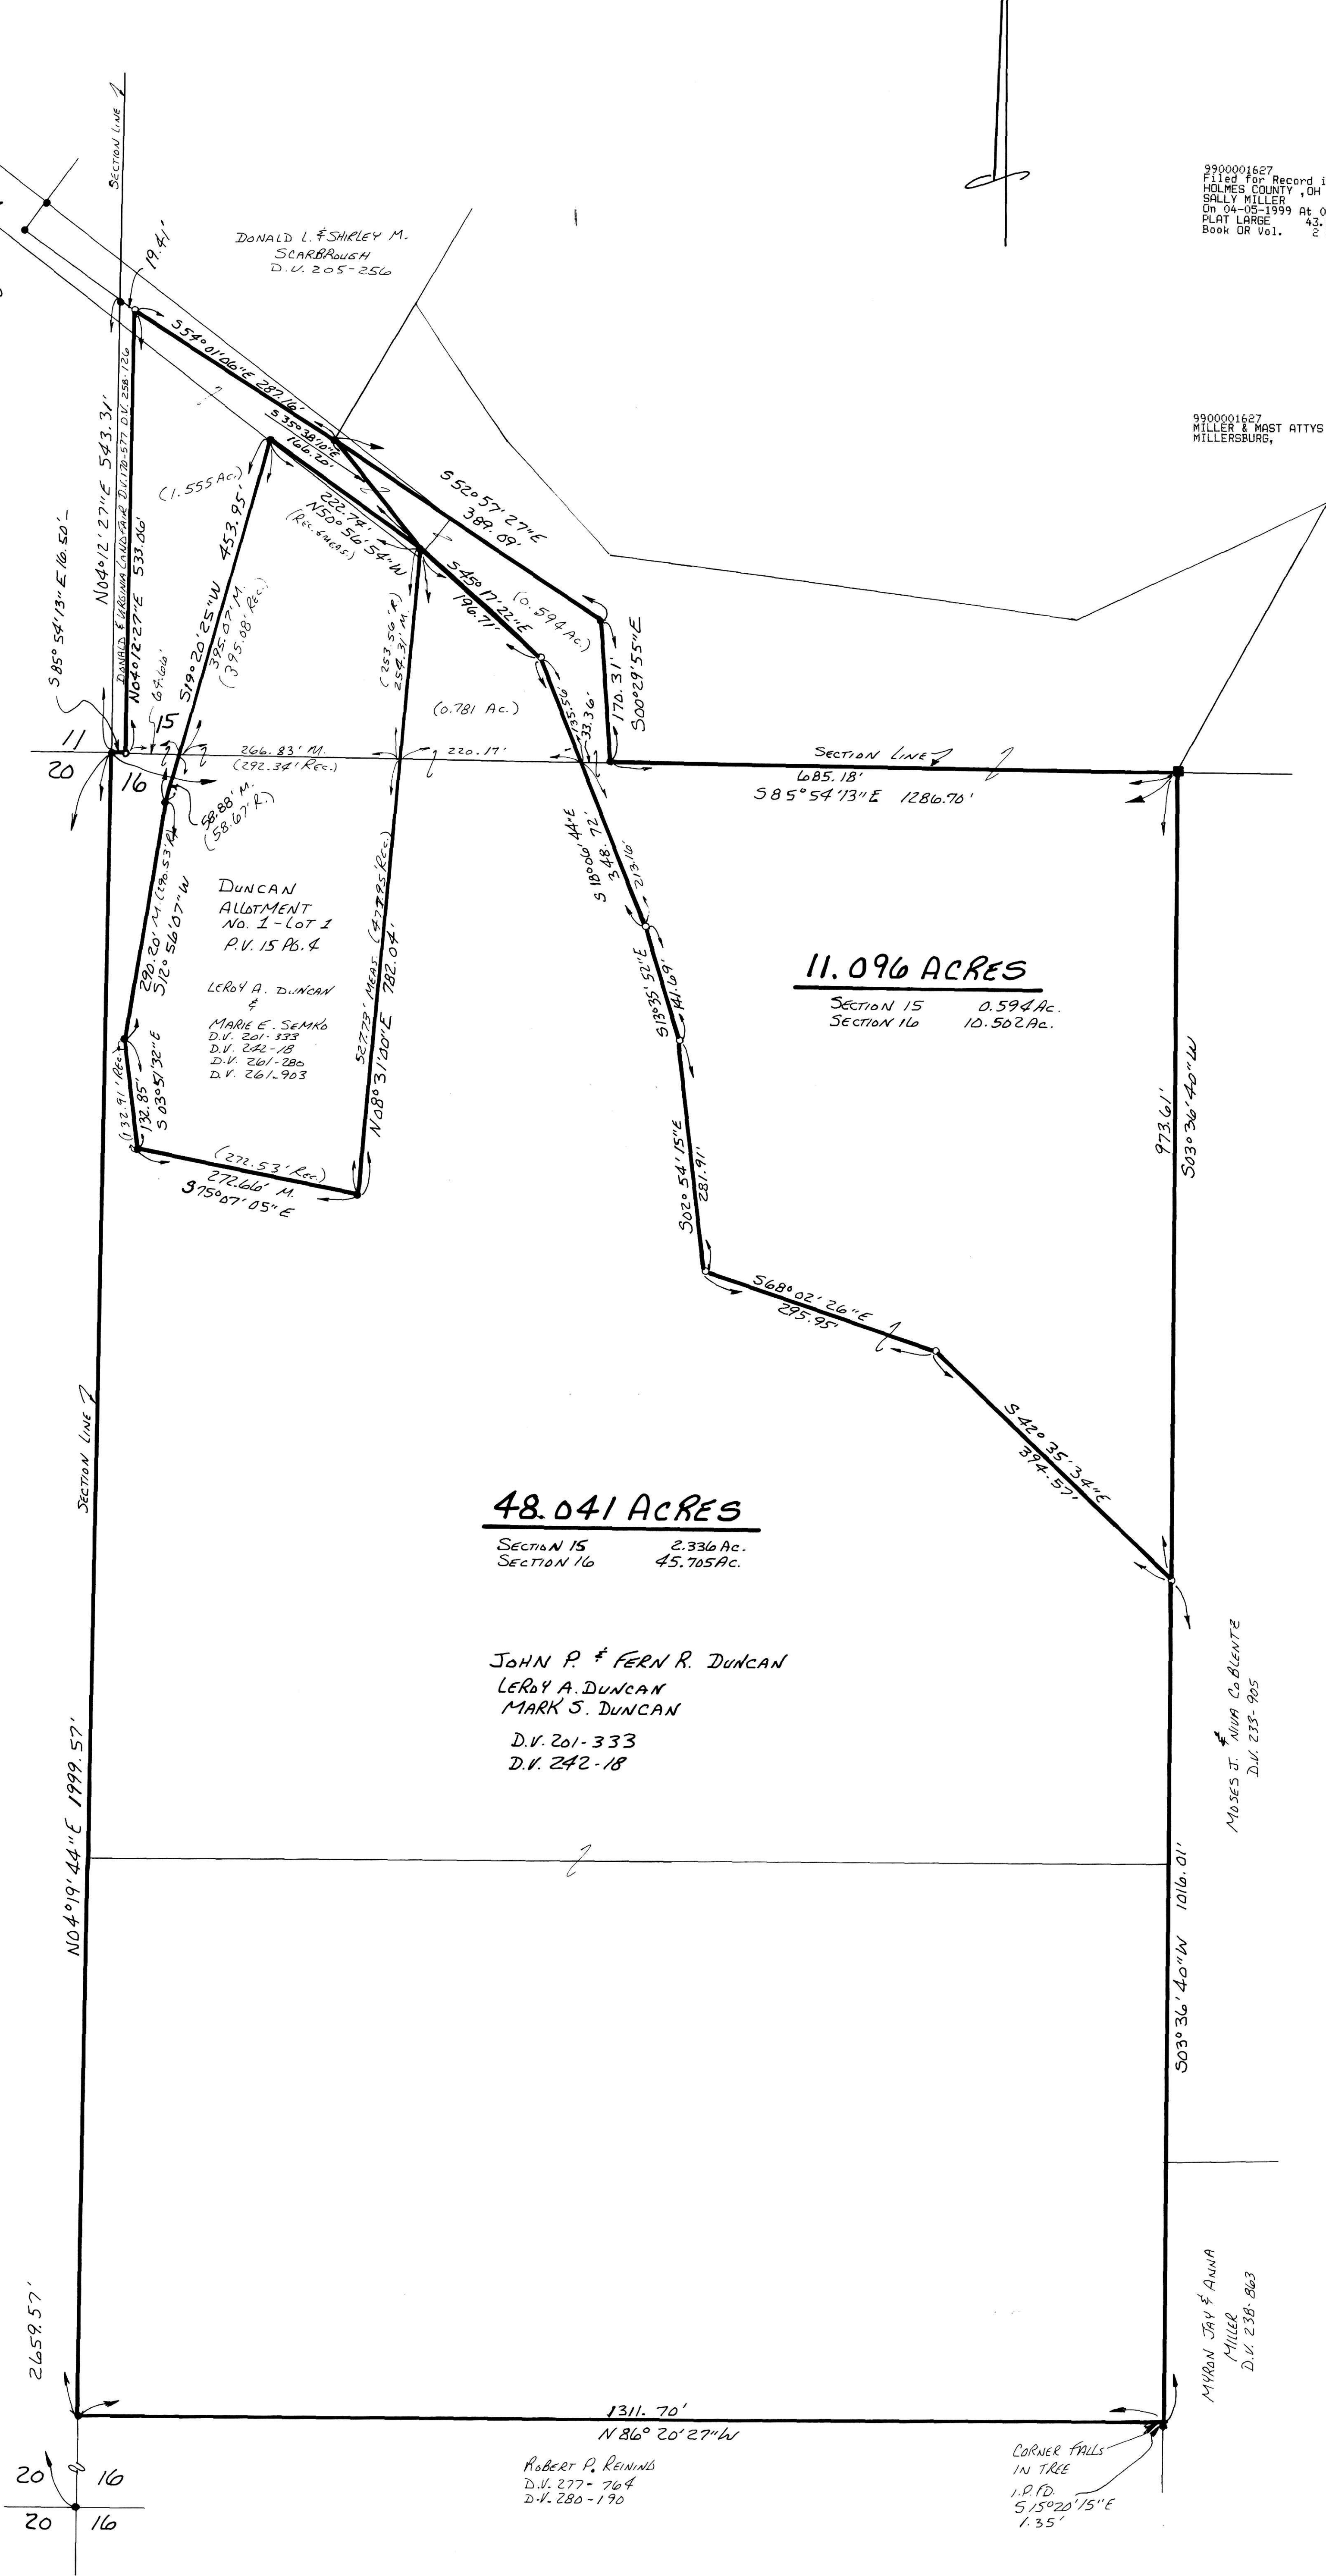 SECTION LINE
9900001627
Filed for Record i
HOLMES COUNTY ,OH
SALLY MILLER
On 04-05-1999 At 0
PLAT LARGE 43.
Book OR Vol. 2
DONALD L. & SHIRLEY M.
SCARBROUGH
D.V. 205-256
19.41'
9900001627
MILLER & MAST ATTYS
MILLERSBURG,
S54°01'06"E 287.16'
S35°38'10"E
166.20'
S52°57'27"E
389.09'
(1.555 Ac.)
222.74'
N50°56'54"W
(REC. & MEAS.)
N04°12'27"E 543.31'
DONALD & VIRGINIA LANDFAIR D.V.170-577 D.V. 258-126
N04°12'27"E 533.06'
S85°54'13"E 16.50'
S19°20'25"W 453.95'
395.07' M.
(395.08' REC.)
(253.56' R)
254.31' M.
S45°17'22"E
196.71'
(0.594 Ac.)
170.31'
S00°29'55"E
(0.781 Ac.)
135.56'
33.36'
64.66'
11
15
20
16
266.83' M.
(292.34' REC.)
220.17'
SECTION LINE
685.18'
S85°54'13"E 1286.70'
58.88' M.
(58.67' R.)
S18°06'44"E
348.72'
213.16'
290.20' M. (290.53' R)
S12°56'07"W
DUNCAN
ALLOTMENT
NO. 1-LOT 1
P.V. 15 PG. 4
LEROY A. DUNCAN
&
MARIE E. SEMKO
D.V. 201-333
D.V. 242-18
D.V. 261-280
D.V. 261-903
527.73' MEAS.
N08°31'00"E 782.04'
11.096 ACRES
SECTION 15 0.594 Ac.
SECTION 16 10.502 Ac.
S13°35'52"E
141.69'
(132.91' REC.)
132.85'
S03°51'32"E
(272.53' REC.)
272.66' M.
S75°07'05"E
S02°54'15"E
281.91'
973.61'
S03°36'40"W
S68°02'26"E
295.95'
S42°35'34"E
394.57'
SECTION LINE
48.041 ACRES
SECTION 15 2.336 Ac.
SECTION 16 45.705 Ac.
JOHN P. & FERN R. DUNCAN
LEROY A. DUNCAN
MARK S. DUNCAN
D.V. 201-333
D.V. 242-18
MOSES J. & NIVA COBLENTZ
D.V. 233-905
N04°19'44"E 1999.57'
S03°36'40"W 1016.01'
MYRON JAY & ANNA
MILLER
D.V. 238-863
2659.57'
1311.70'
N86°20'27"W
ROBERT P. REINING
D.V. 277-764
D.V. 280-190
CORNER FALLS
IN TREE
I.P. FD.
S15°20'15"E
1.35'
20 16
20 16